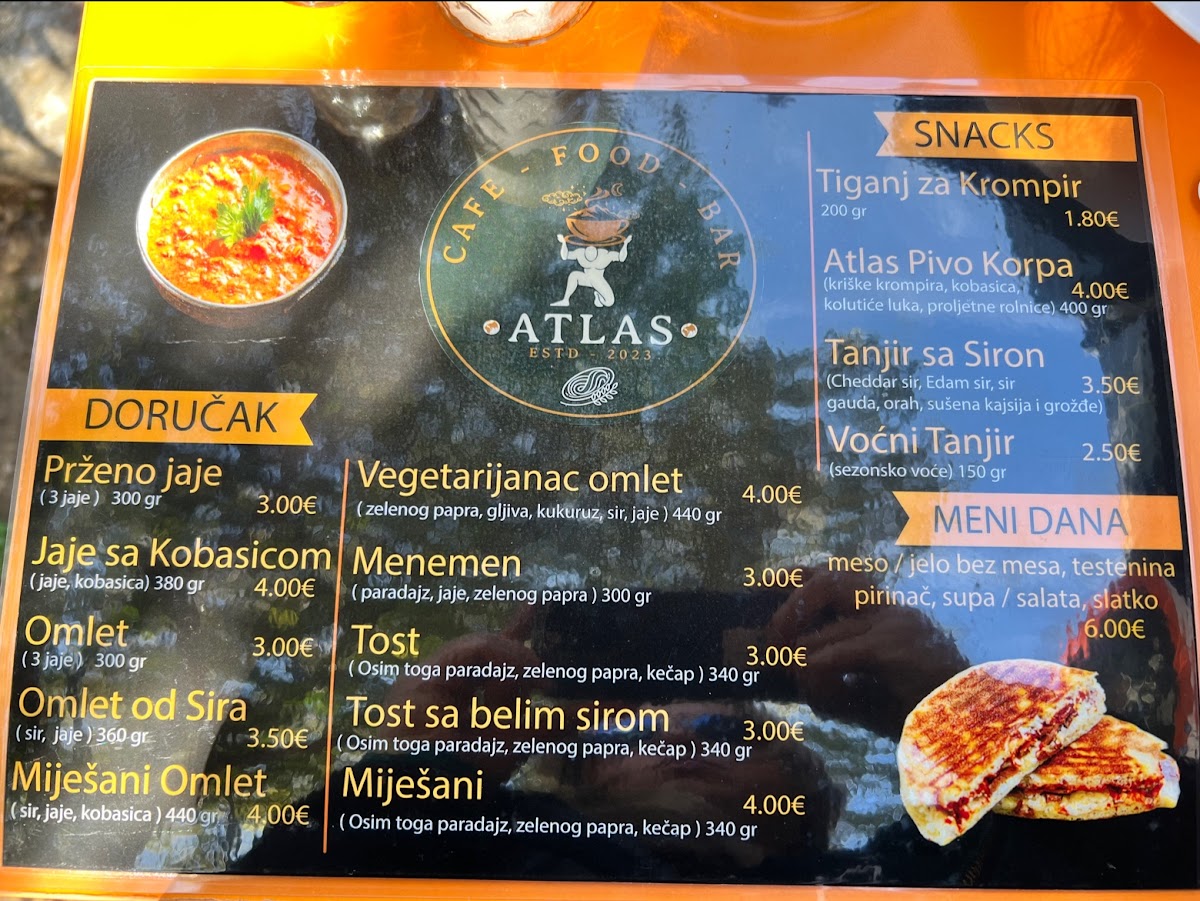 CAFE - FOOD - BAR
ATLAS
ESTD - 2023
DORUČAK
Prženo jaje
( 3 jaje ) 300 gr
3.00€
Jaje sa Kobasicom
( jaje, kobasica) 380 gr
4.00€
Omlet
( 3 jaje ) 300 gr
3.00€
Omlet od Sira
( sir, jaje ) 360 gr
3.50€
Miješani Omlet
( sir, jaje, kobasica ) 440 gr
4.00€
Vegetarijanac omlet
4.00€
( zelenog papra, gljiva, kukuruz, sir, jaje ) 440 gr
Menemen
3.00€
( paradajz, jaje, zelenog papra ) 300 gr
Tost
3.00€
( Osim toga paradajz, zelenog papra, kečap ) 340 gr
Tost sa belim sirom
3.00€
( Osim toga paradajz, zelenog papra, kečap ) 340 gr
Miješani
4.00€
( Osim toga paradajz, zelenog papra, kečap ) 340 gr
SNACKS
Tiganj za Krompir
200 gr
1.80€
Atlas Pivo Korpa
(kriške krompira, kobasica,
4.00€
kolutiće luka, proljetne rolnice) 400 gr
Tanjir sa Siron
(Cheddar sir, Edam sir, sir
3.50€
gauda, orah, sušena kajsija i grožđe)
Voćni Tanjir
2.50€
(sezonsko voće) 150 gr
MENI DANA
meso / jelo bez mesa, testenina
pirinač, supa / salata, slatko
6.00€